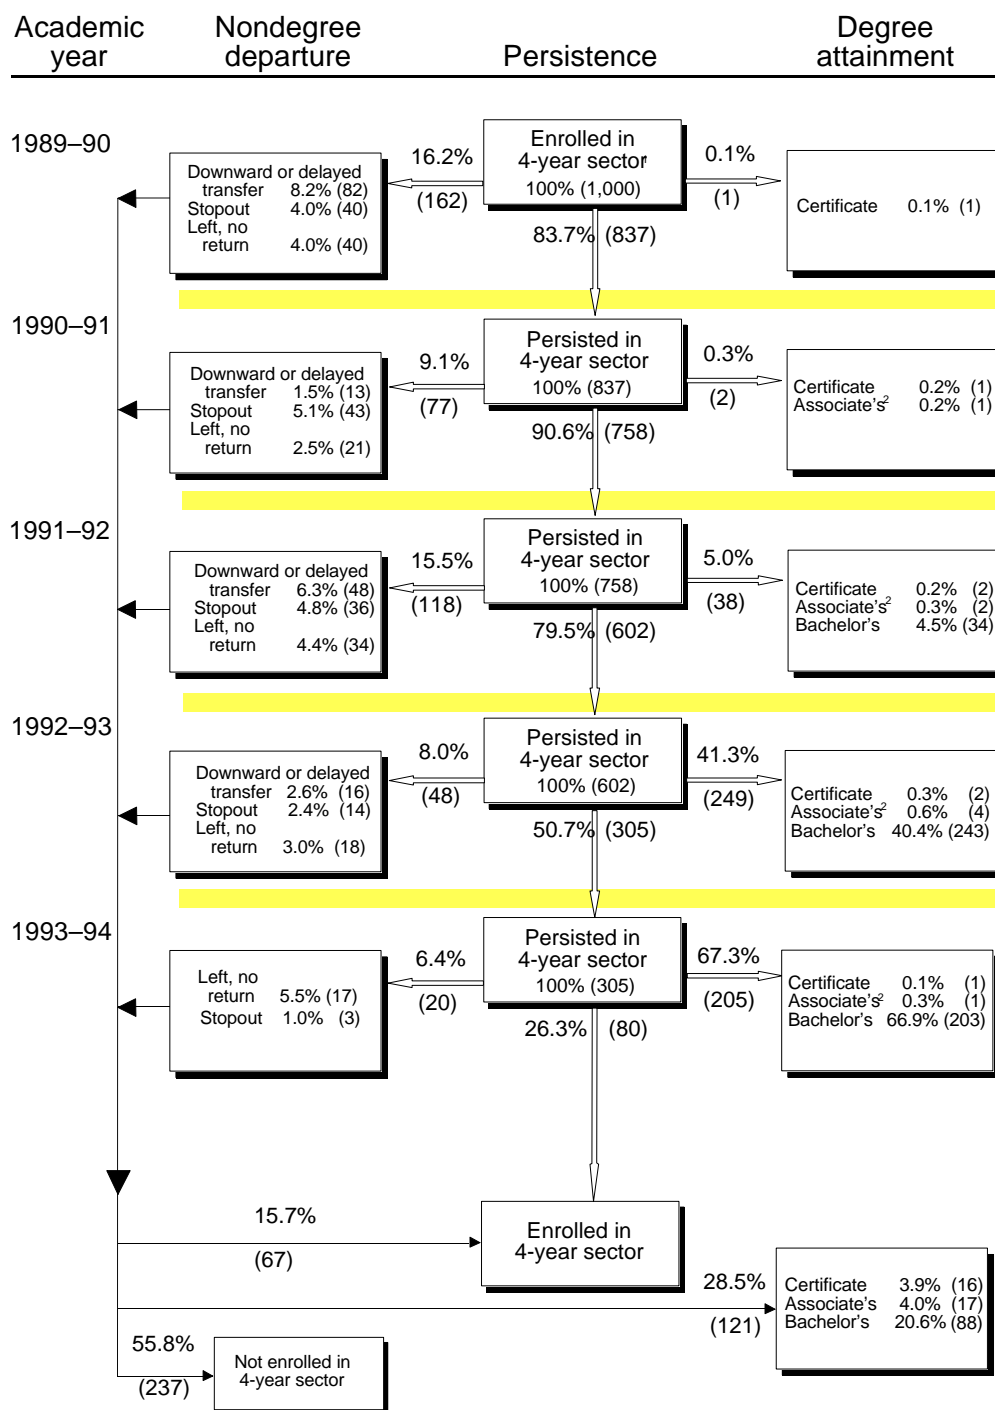 Academic year
Nondegree departure
Persistence
Degree attainment
1989–90
Downward or delayed
transfer 8.2% (82)
Stopout 4.0% (40)
Left, no
return 4.0% (40)
16.2%
(162)
Enrolled in
4-year sector¹
100% (1,000)
0.1%
(1)
Certificate 0.1% (1)
83.7% (837)
1990–91
Downward or delayed
transfer 1.5% (13)
Stopout 5.1% (43)
Left, no
return 2.5% (21)
9.1%
(77)
Persisted in
4-year sector
100% (837)
0.3%
(2)
Certificate 0.2% (1)
Associate's² 0.2% (1)
90.6% (758)
1991–92
Downward or delayed
transfer 6.3% (48)
Stopout 4.8% (36)
Left, no
return 4.4% (34)
15.5%
(118)
Persisted in
4-year sector
100% (758)
5.0%
(38)
Certificate 0.2% (2)
Associate's² 0.3% (2)
Bachelor's 4.5% (34)
79.5% (602)
1992–93
Downward or delayed
transfer 2.6% (16)
Stopout 2.4% (14)
Left, no
return 3.0% (18)
8.0%
(48)
Persisted in
4-year sector
100% (602)
41.3%
(249)
Certificate 0.3% (2)
Associate's² 0.6% (4)
Bachelor's 40.4% (243)
50.7% (305)
1993–94
Left, no
return 5.5% (17)
Stopout 1.0% (3)
6.4%
(20)
Persisted in
4-year sector
100% (305)
67.3%
(205)
Certificate 0.1% (1)
Associate's² 0.3% (1)
Bachelor's 66.9% (203)
26.3% (80)
15.7%
(67)
Enrolled in
4-year sector
28.5%
(121)
Certificate 3.9% (16)
Associate's 4.0% (17)
Bachelor's 20.6% (88)
55.8%
(237)
Not enrolled in
4-year sector